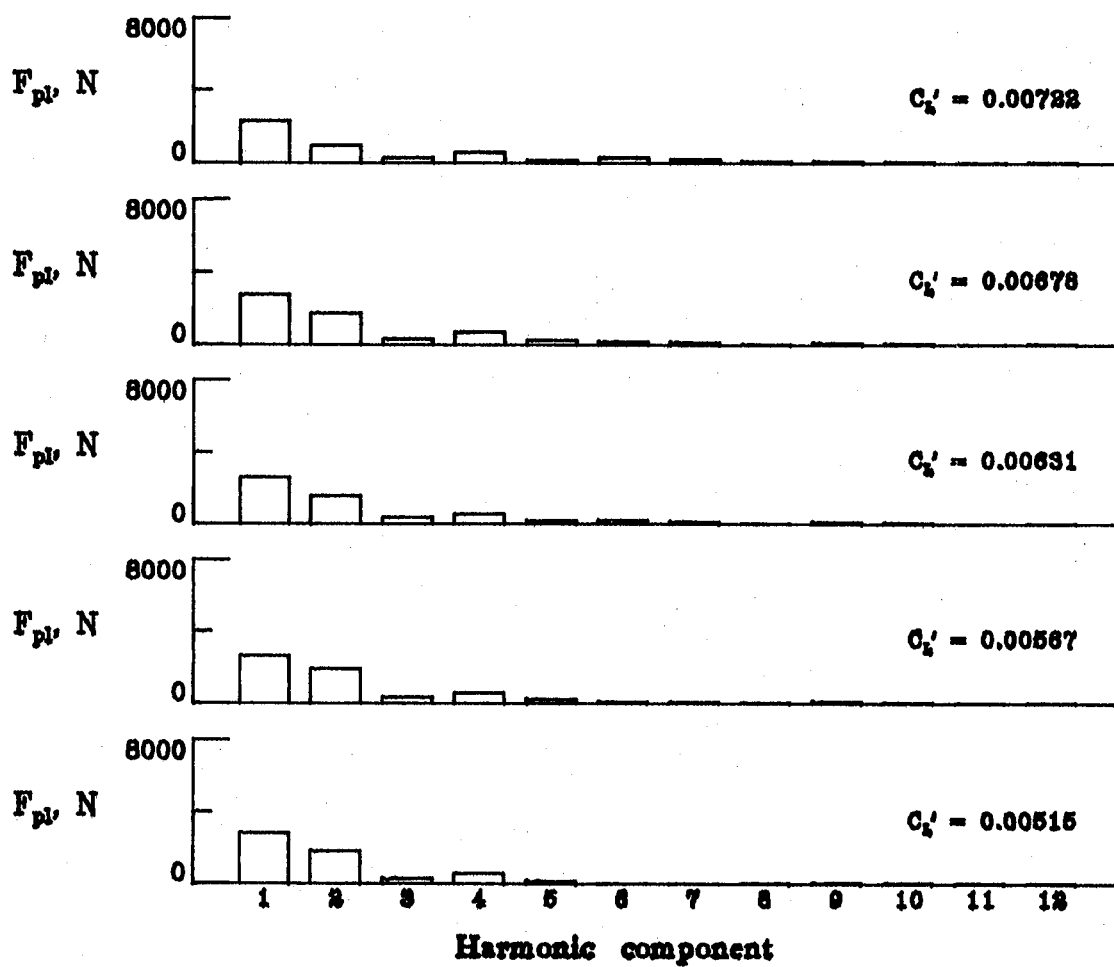 8000
F_pl, N
C_L' = 0.00722
0
8000
F_pl, N
C_L' = 0.00678
0
8000
F_pl, N
C_L' = 0.00631
0
8000
F_pl, N
C_L' = 0.00567
0
8000
F_pl, N
C_L' = 0.00515
0
1 2 3 4 5 6 7 8 9 10 11 12
Harmonic component